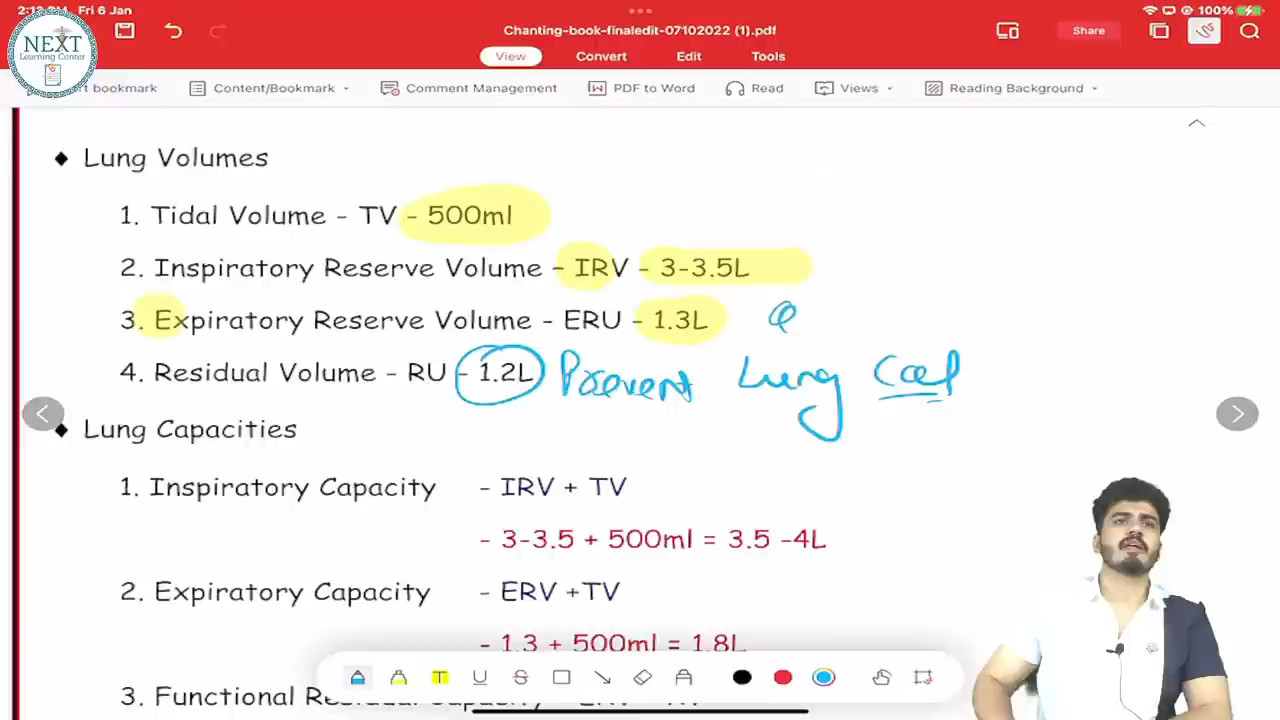 2:13 PM Fri 6 Jan
100%
NEXT
Learning Center
Chanting-book-finaledit-07102022 (1).pdf
Share
View Convert Edit Tools
bookmark Content/Bookmark Comment Management PDF to Word Read Views Reading Background
◆ Lung Volumes
1. Tidal Volume - TV - 500ml
2. Inspiratory Reserve Volume - IRV - 3-3.5L
3. Expiratory Reserve Volume - ERU - 1.3L
4. Residual Volume - RU - 1.2L Prevent Lung
◆ Lung Capacities
1. Inspiratory Capacity - IRV + TV
- 3-3.5 + 500ml = 3.5 -4L
2. Expiratory Capacity - ERV +TV
- 1.3 + 500ml = 1.8L
3. Functional